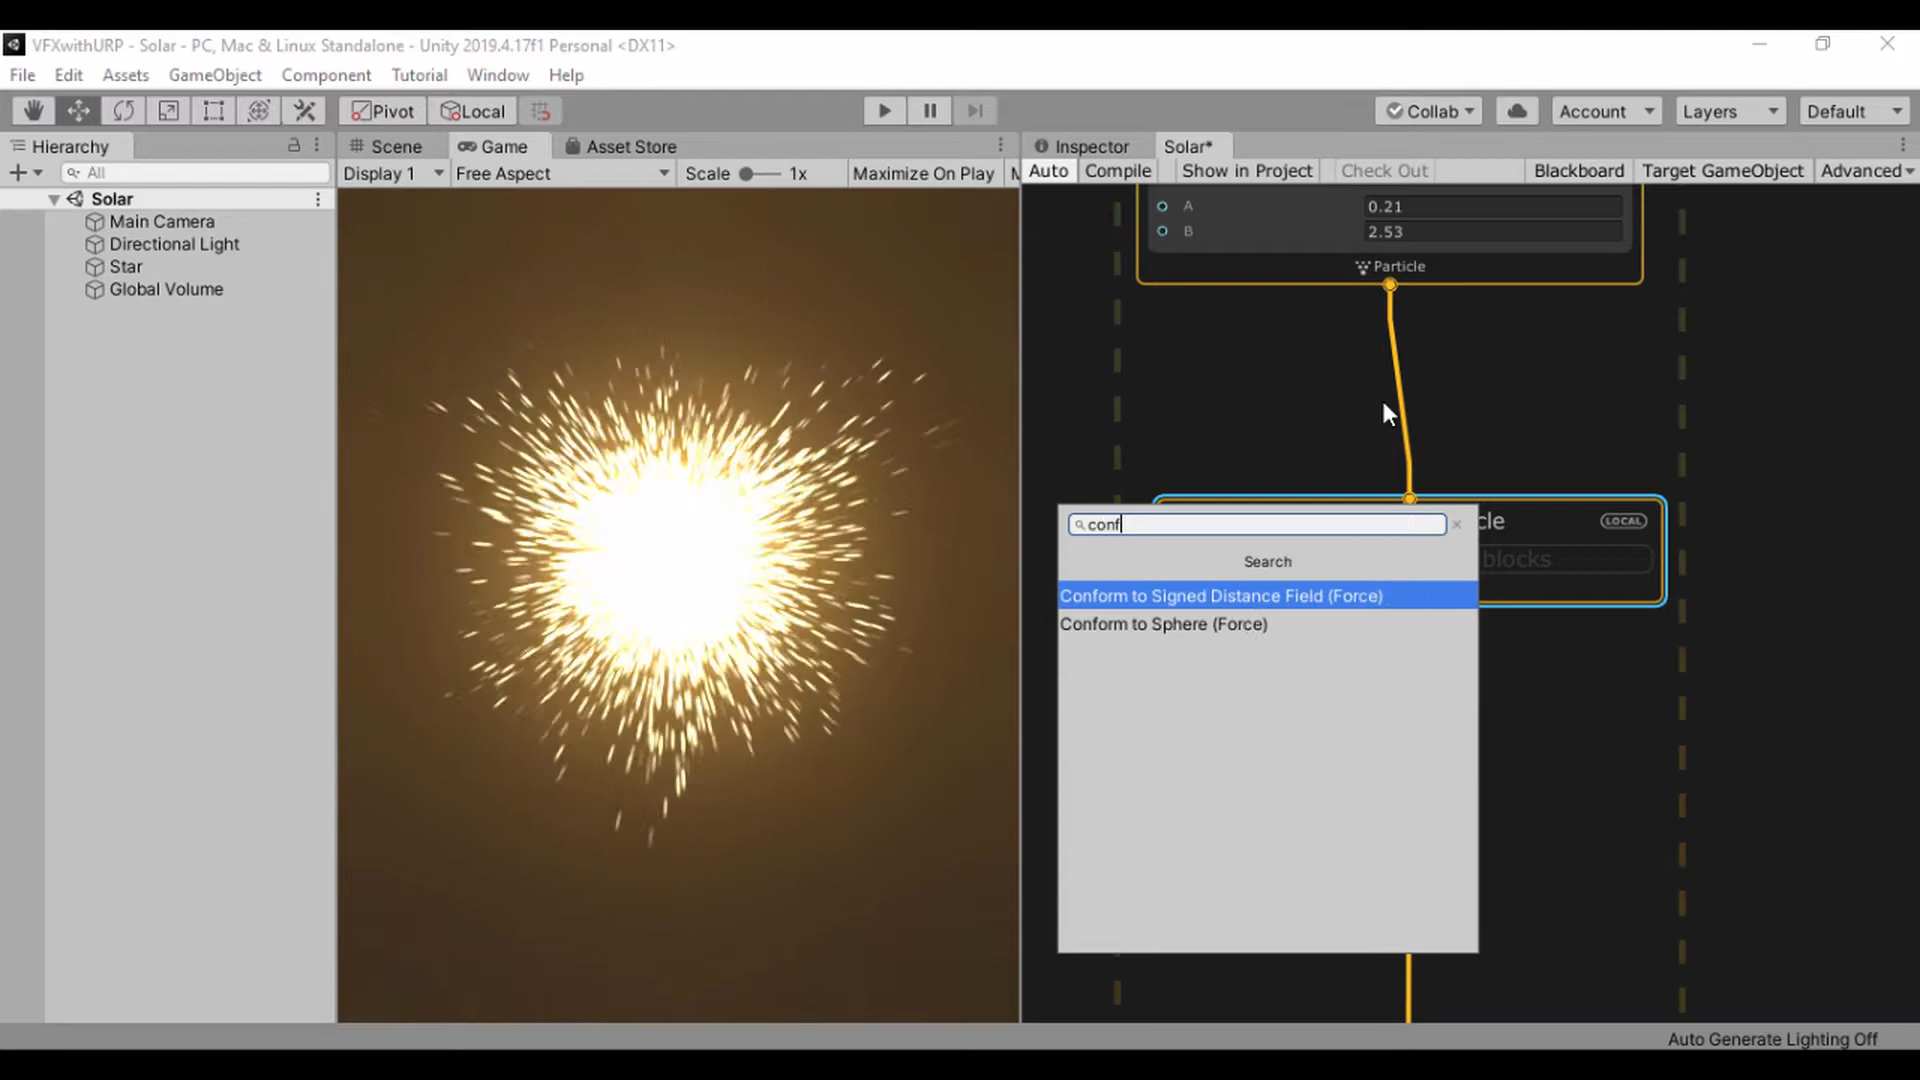 VFXwithURP - Solar - PC, Mac & Linux Standalone - Unity 2019.4.17f1 Personal <DX11>
File Edit Assets GameObject Component Tutorial Window Help
Pivot Local Collab Account Layers Default
Hierarchy Scene Game Asset Store Inspector Solar*
All Display 1 Free Aspect Scale 1x Maximize On Play M Auto Compile Show in Project Check Out Blackboard Target GameObject Advanced
Solar
Main Camera
Directional Light
Star
Global Volume
A 0.21
B 2.53
Particle
cle LOCAL
conf
blocks
Search
Conform to Signed Distance Field (Force)
Conform to Sphere (Force)
Auto Generate Lighting Off